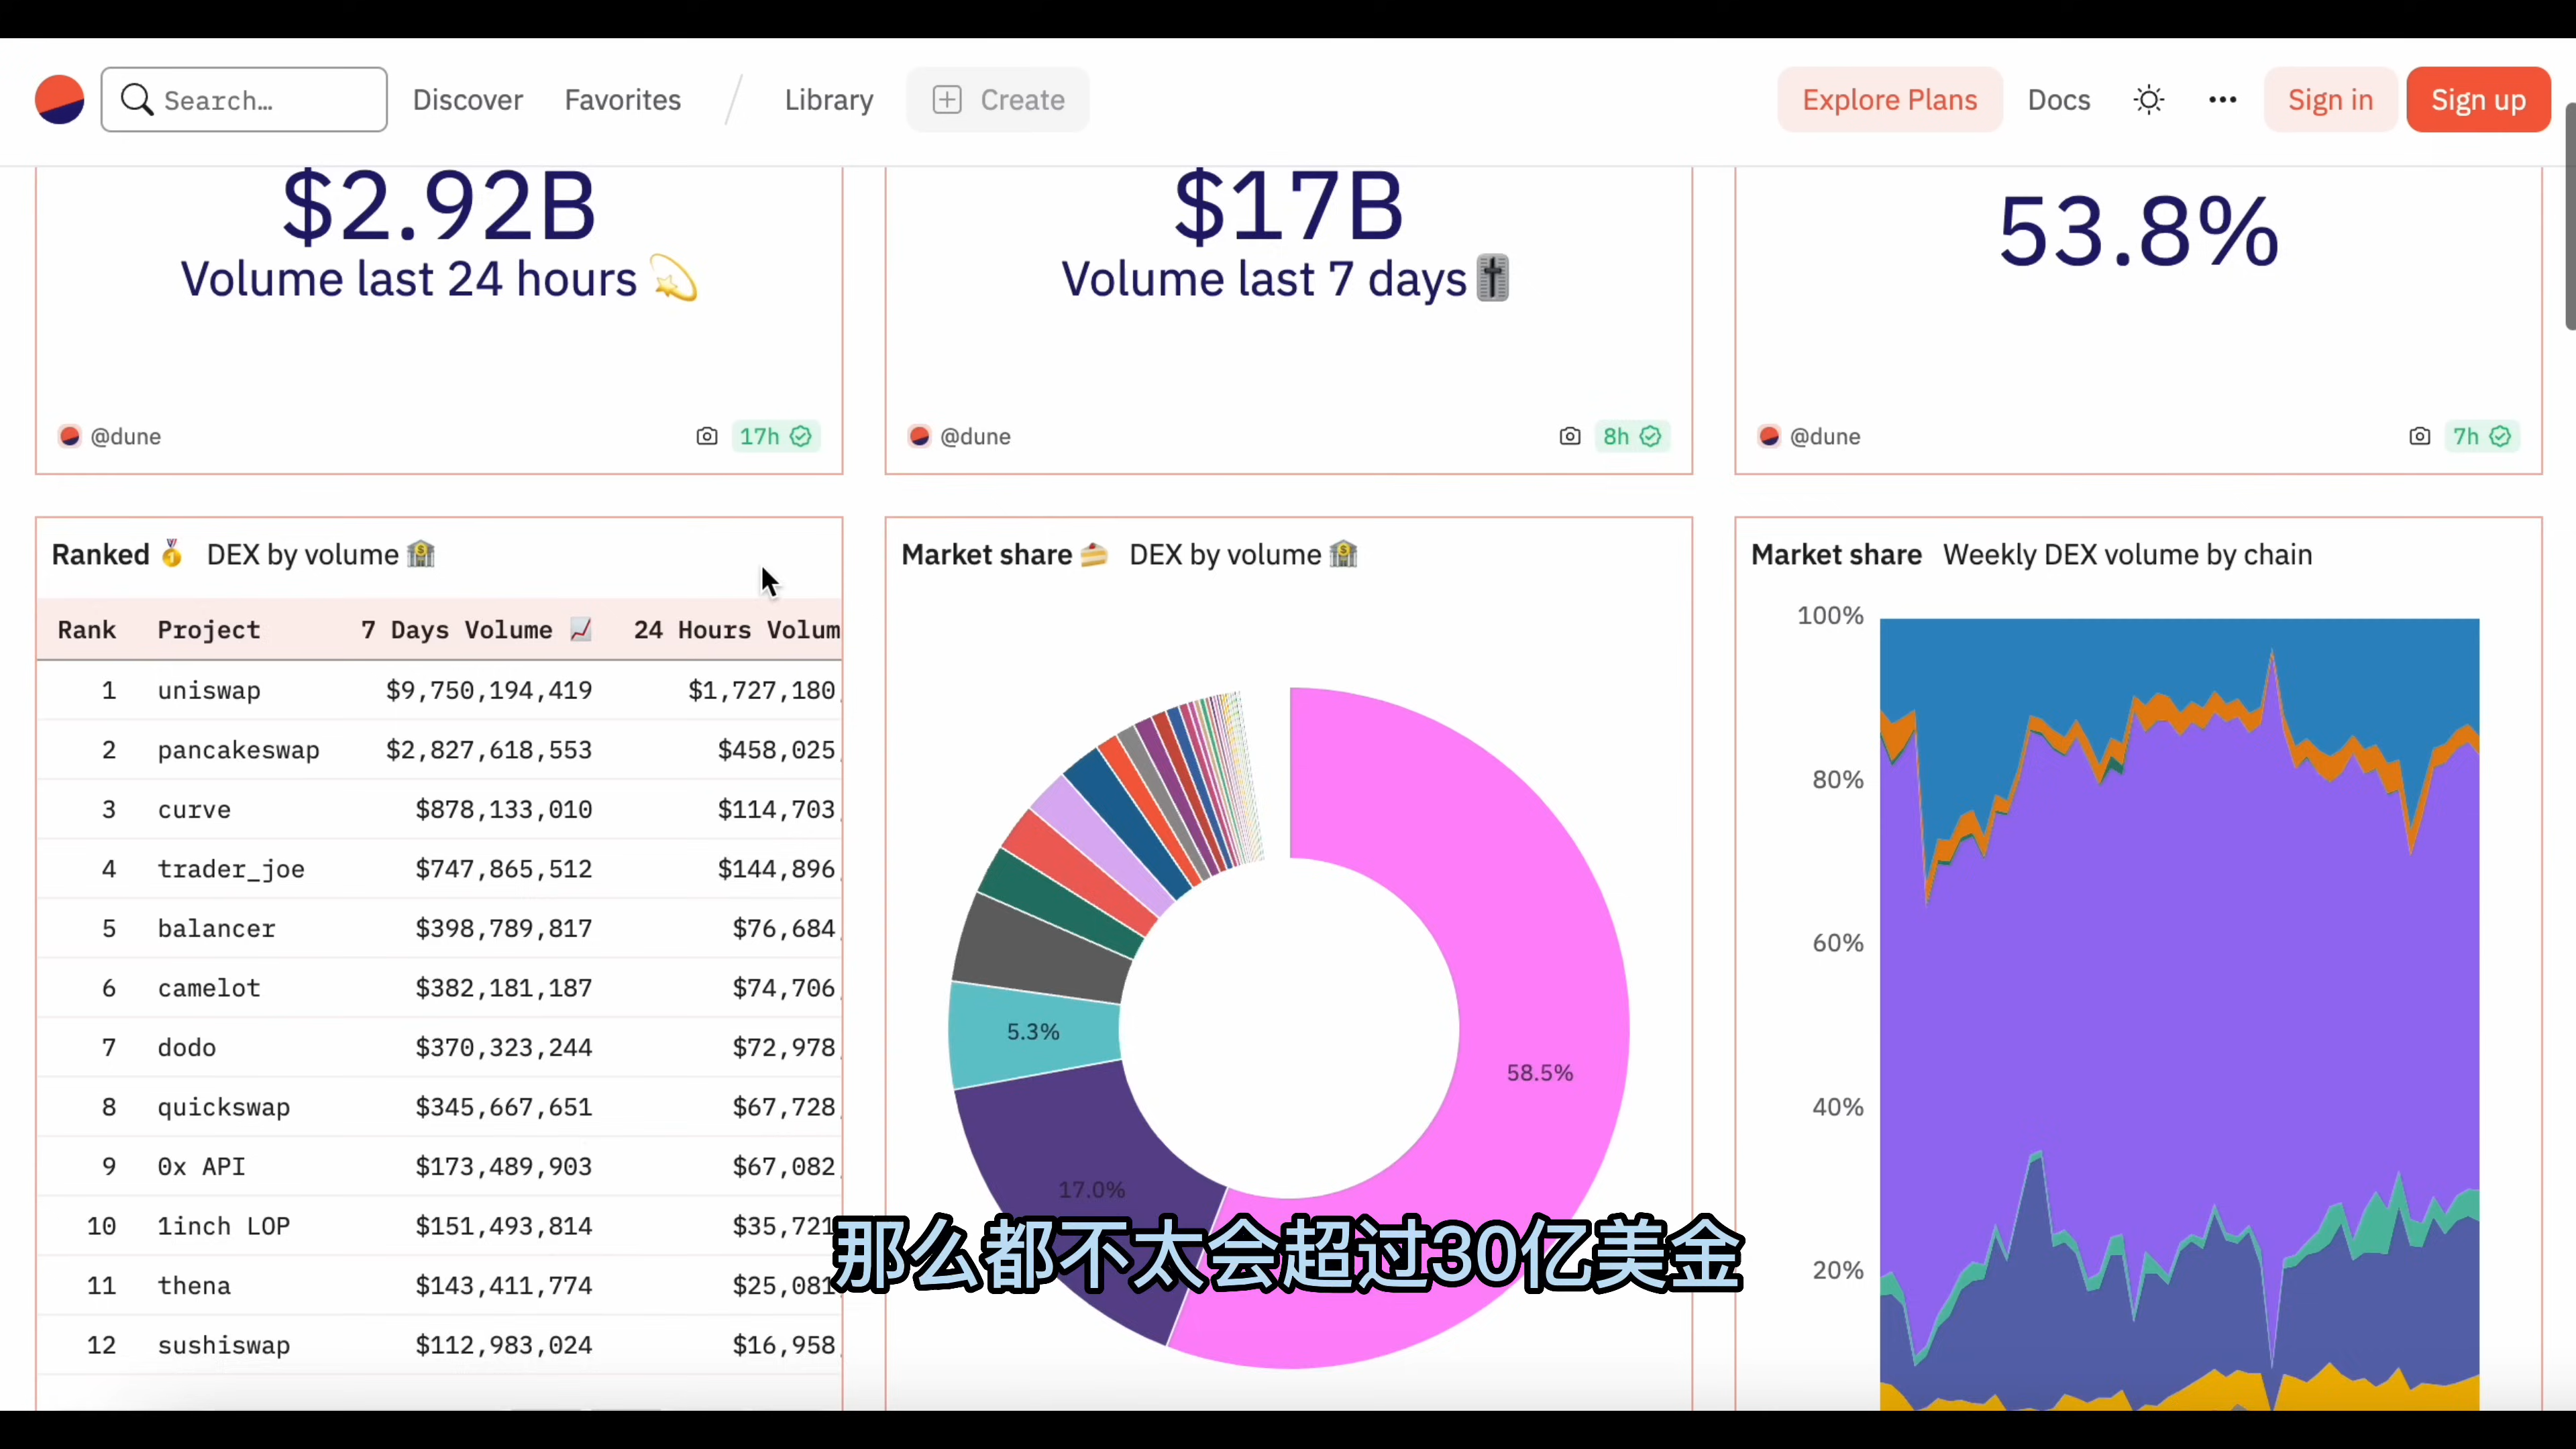 Search…
Discover
Favorites
Library
Create
Explore Plans
Docs
Sign in
Sign up
$2.92B
Volume last 24 hours 💫
@dune
17h
$17B
Volume last 7 days
@dune
8h
53.8%
@dune
7h
Ranked 🥇 DEX by volume 🏦
Rank Project 7 Days Volume 📈 24 Hours Volum
1 uniswap $9,750,194,419 $1,727,180,
2 pancakeswap $2,827,618,553 $458,025,
3 curve $878,133,010 $114,703,
4 trader_joe $747,865,512 $144,896,
5 balancer $398,789,817 $76,684,
6 camelot $382,181,187 $74,706,
7 dodo $370,323,244 $72,978,
8 quickswap $345,667,651 $67,728,
9 0x API $173,489,903 $67,082,
10 1inch LOP $151,493,814 $35,721
11 thena $143,411,774 $25,081
12 sushiswap $112,983,024 $16,958,
Market share 🍰 DEX by volume 🏦
5.3%
58.5%
17.0%
Market share Weekly DEX volume by chain
100%
80%
60%
40%
20%
那么都不太会超过30亿美金